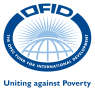 OFID
THE OPEC FUND FOR INTERNATIONAL DEVELOPMENT
Uniting against Poverty